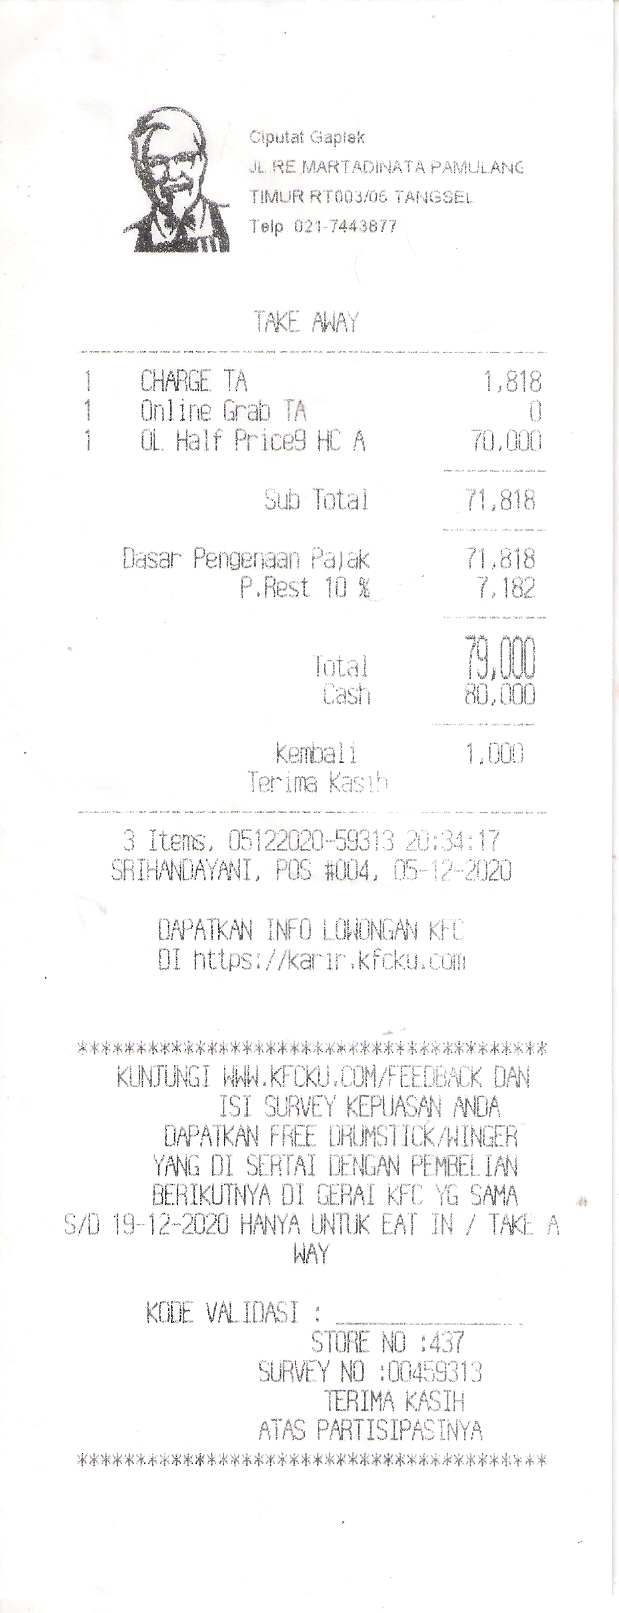 Ciputat Gaplek
JL.RE MARTADINATA PAMULANG
TIMUR RT003/05 TANGSEL
Telp 021-7443877
TAKE AWAY
1 CHARGE TA 1,818
1 Online Grab TA 0
1 OL Half Price9 HC A 70,000
Sub Total 71,818
Dasar Pengenaan Pajak 71,818
P.Rest 10 % 7,182
Total 79,000
Cash 80,000
Kembali 1,000
Terima Kasih
3 Items, 05122020-59313 20:34:17
SRIHANDAYANI, POS #004, 05-12-2020
DAPATKAN INFO LOWONGAN KFC
DI https://karir.kfcku.com
****************************************
KUNJUNGI WWW.KFCKU.COM/FEEDBACK DAN
ISI SURVEY KEPUASAN ANDA
DAPATKAN FREE DRUMSTICK/WINGER
YANG DI SERTAI DENGAN PEMBELIAN
BERIKUTNYA DI GERAI KFC YG SAMA
S/D 19-12-2020 HANYA UNTUK EAT IN / TAKE A
WAY
KODE VALIDASI : ________________
STORE NO :437
SURVEY NO :00459313
TERIMA KASIH
ATAS PARTISIPASINYA
****************************************